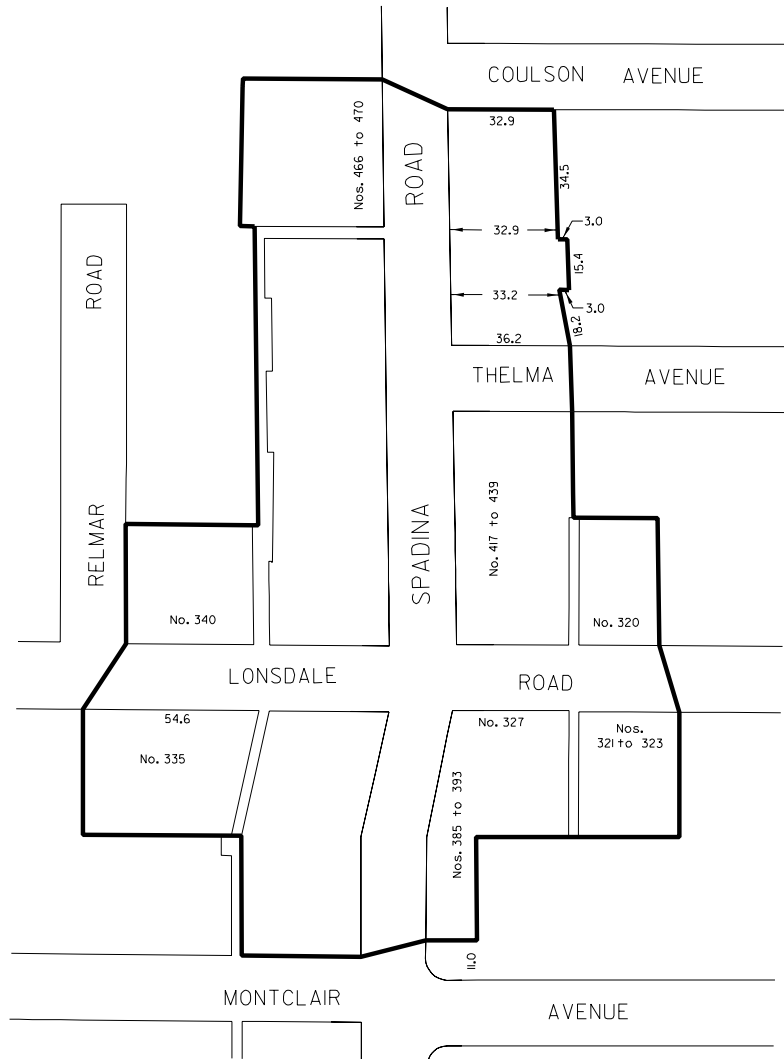 COULSON AVENUE
32.9
Nos. 466 to 470
ROAD
34.5
3.0
32.9
15.4
33.2
3.0
18.2
36.2
ROAD
THELMA AVENUE
No. 417 to 439
SPADINA
RELMAR
No. 340
No. 320
LONSDALE ROAD
54.6
No. 327
Nos.
321 to 323
No. 335
Nos. 385 to 393
11.0
MONTCLAIR AVENUE